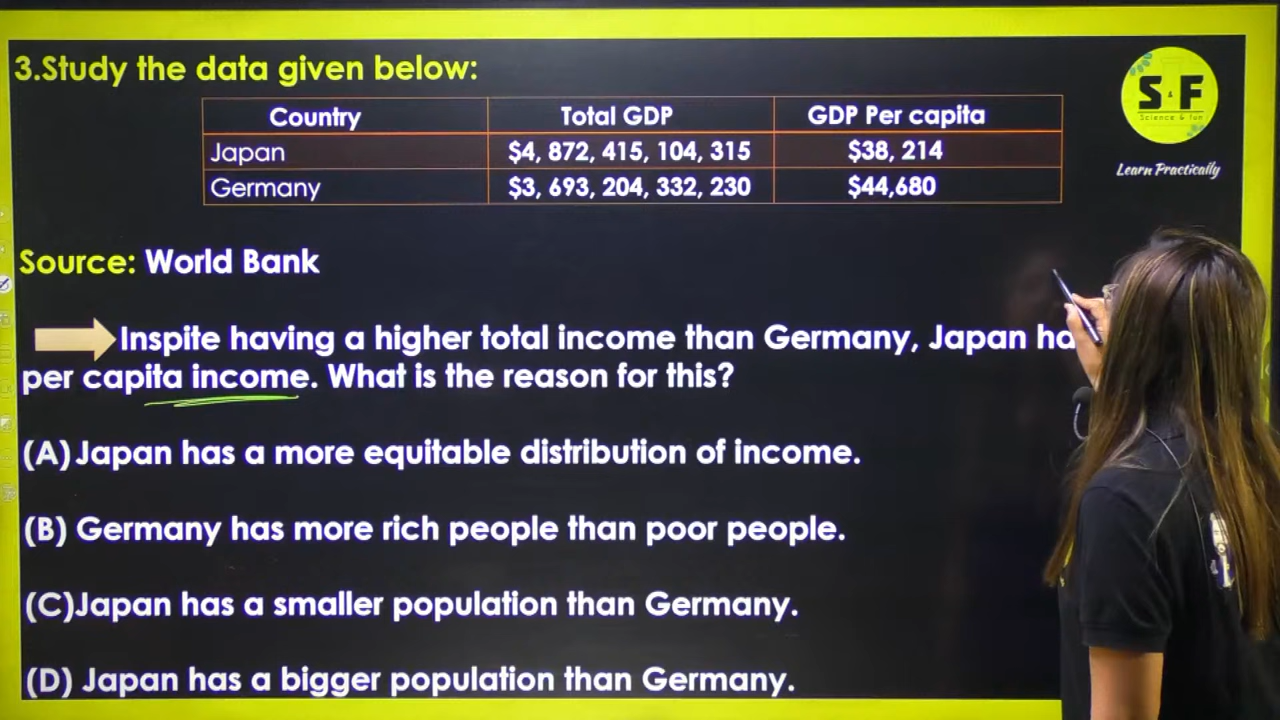 3.Study the data given below:
S & F
Science & fun
Learn Practically
Country Total GDP GDP Per capita
Japan $4, 872, 415, 104, 315 $38, 214
Germany $3, 693, 204, 332, 230 $44,680
Source: World Bank
Inspite having a higher total income than Germany, Japan
per capita income. What is the reason for this?
(A) Japan has a more equitable distribution of income.
(B) Germany has more rich people than poor people.
(C)Japan has a smaller population than Germany.
(D) Japan has a bigger population than Germany.